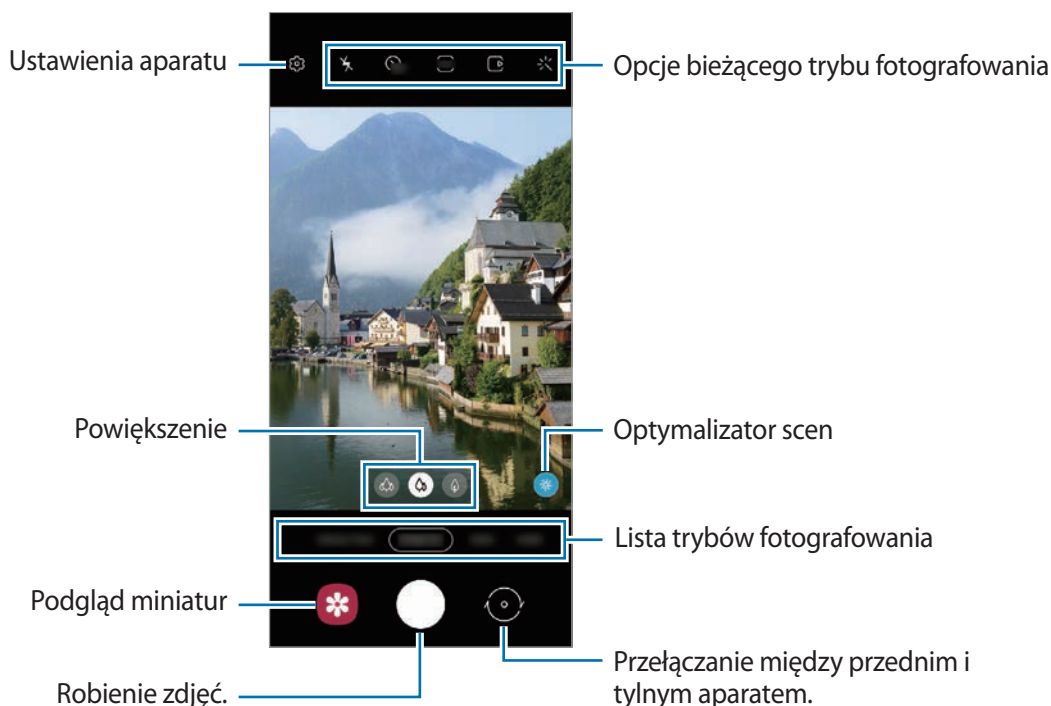 Ustawienia aparatu
Opcje bieżącego trybu fotografowania
Powiększenie
Optymalizator scen
Lista trybów fotografowania
Podgląd miniatur
Robienie zdjęć.
Przełączanie między przednim i
tylnym aparatem.